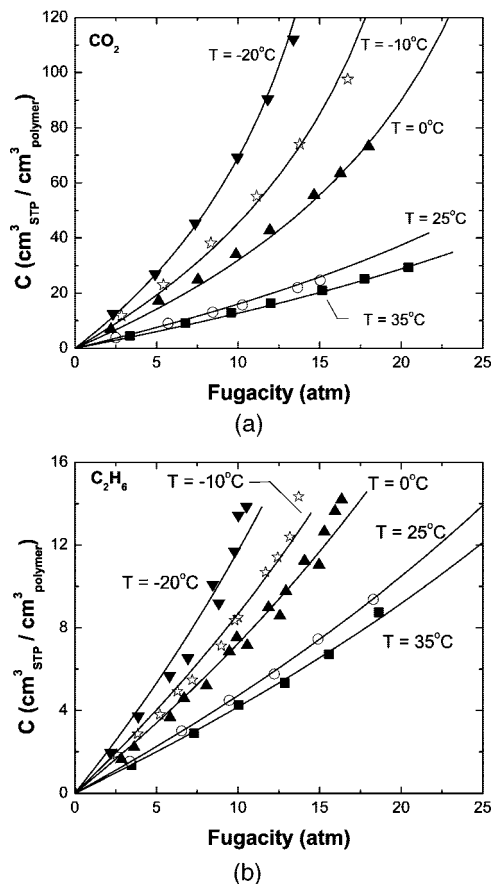 120
100
80
60
40
20
0
C (cm³STP / cm³polymer)
CO₂
T = -20°C
T = -10°C
T = 0°C
T = 25°C
T = 35°C
0 5 10 15 20 25
Fugacity (atm)
(a)
16
12
8
4
0
C (cm³STP / cm³polymer)
C₂H₆
T = -10°C
T = 0°C
T = 25°C
T = -20°C
T = 35°C
0 5 10 15 20 25
Fugacity (atm)
(b)